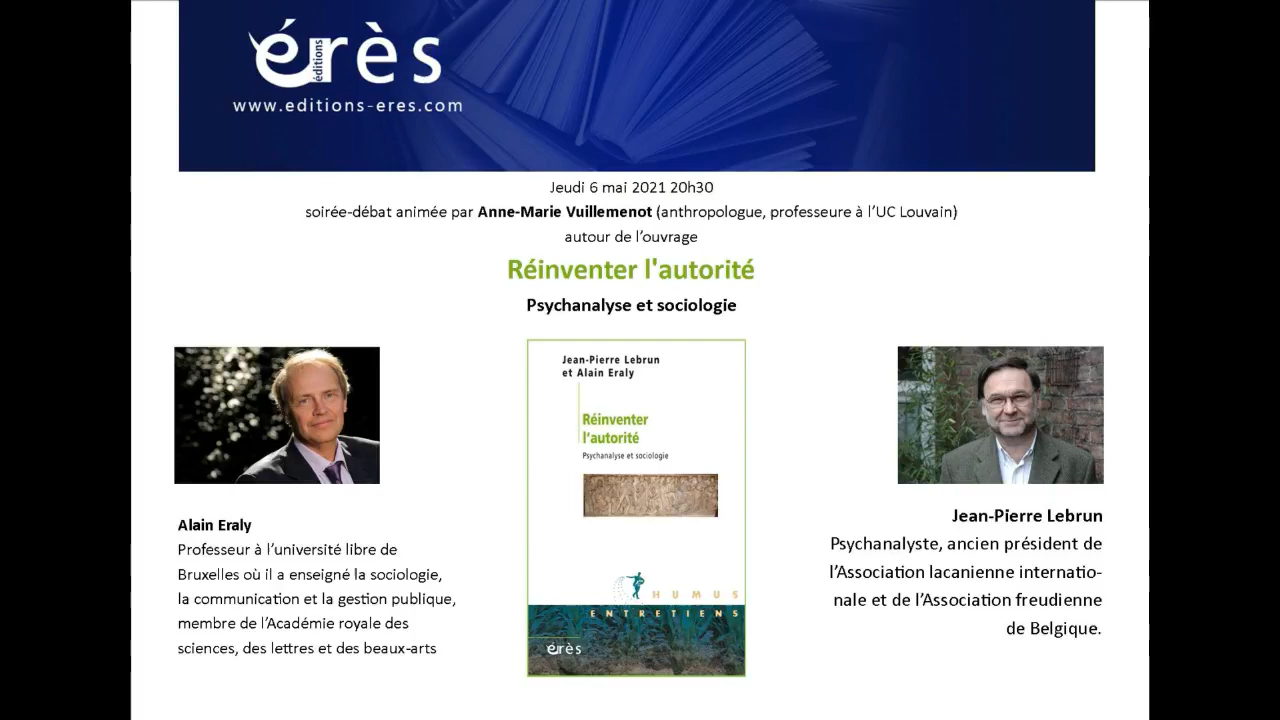 érès
éditions
www.editions-eres.com
Jeudi 6 mai 2021 20h30
soirée-débat animée par Anne-Marie Vuillemenot (anthropologue, professeure à l’UC Louvain)
autour de l’ouvrage
Réinventer l'autorité
Psychanalyse et sociologie
Alain Eraly
Professeur à l’université libre de
Bruxelles où il a enseigné la sociologie,
la communication et la gestion publique,
membre de l’Académie royale des
sciences, des lettres et des beaux-arts
Jean-Pierre Lebrun
et Alain Eraly
Réinventer
l’autorité
Psychanalyse et sociologie
HUMUS
ENTRETIENS
érès
Jean-Pierre Lebrun
Psychanalyste, ancien président de
l’Association lacanienne internatio-
nale et de l’Association freudienne
de Belgique.